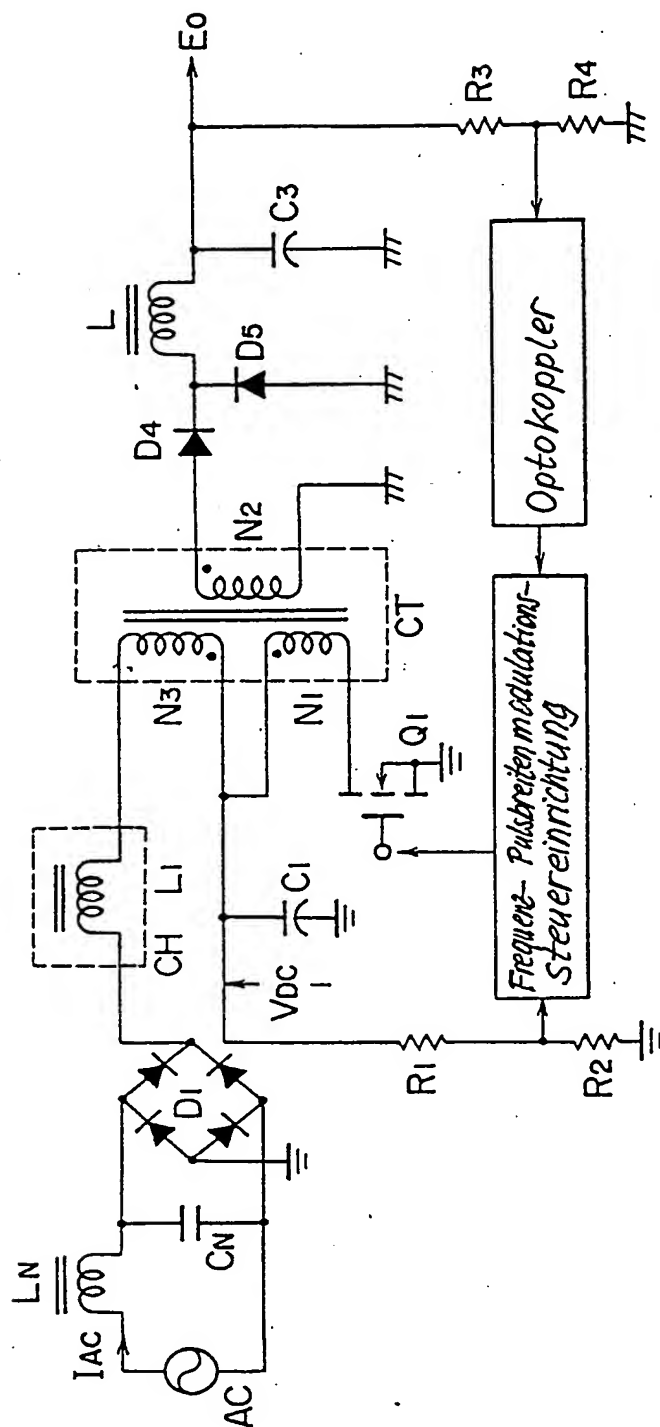 LN
IAC
AC
CN
D1
CH
L1
VDC
C1
N3
N1
N2
CT
Q1
D4
D5
L
C3
E0
R1
R2
R3
R4
Frequenz- Pulsbreitenmodulations-
Steuereinrichtung
Optokoppler